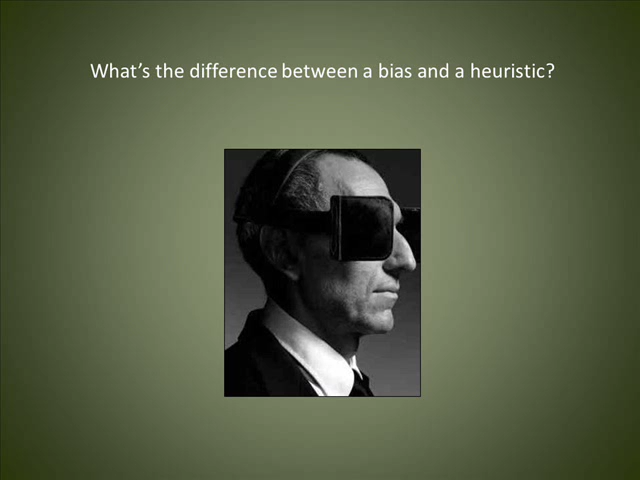 What’s the difference between a bias and a heuristic?